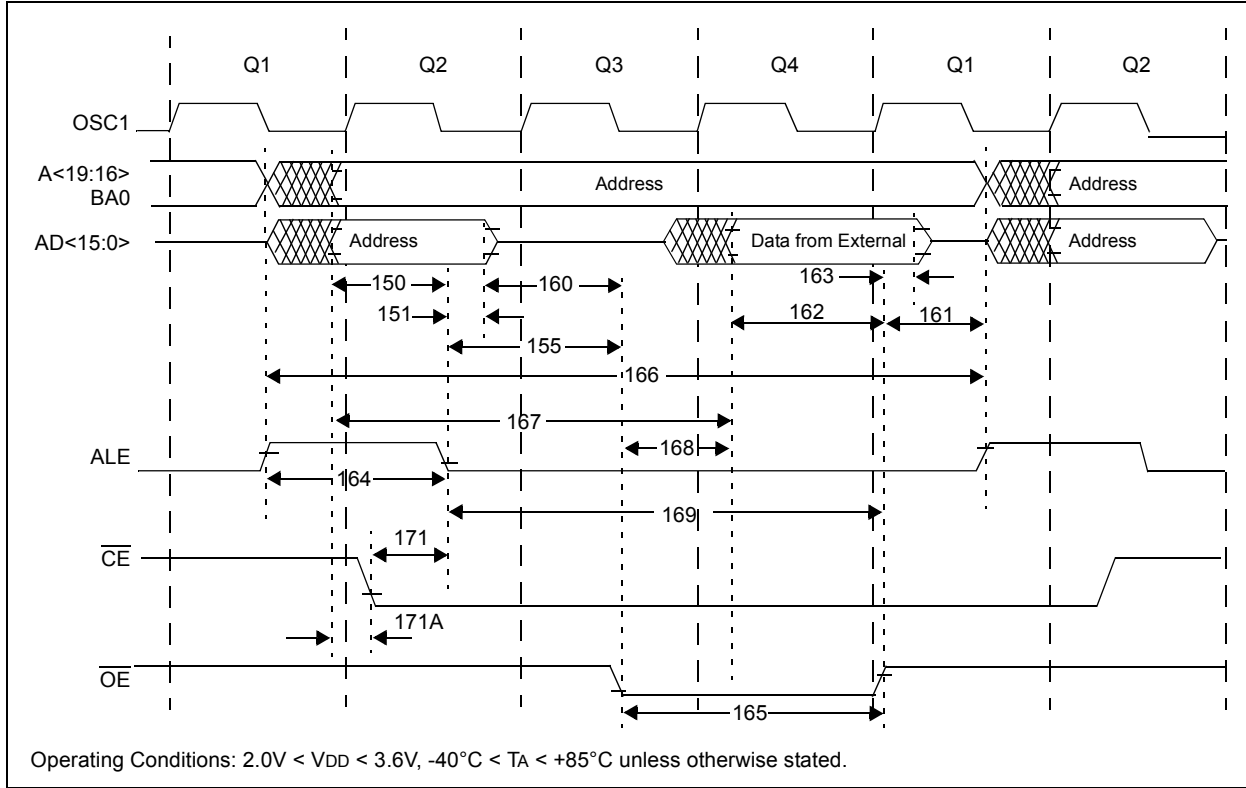 Q1 Q2 Q3 Q4 Q1 Q2
OSC1
A<19:16>
BA0
Address Address
AD<15:0>
Address Data from External Address
150 160 163
151 162 161
155
166
167
168
ALE
164
169
171
CE
171A
OE
165
Operating Conditions: 2.0V < VDD < 3.6V, -40°C < TA < +85°C unless otherwise stated.